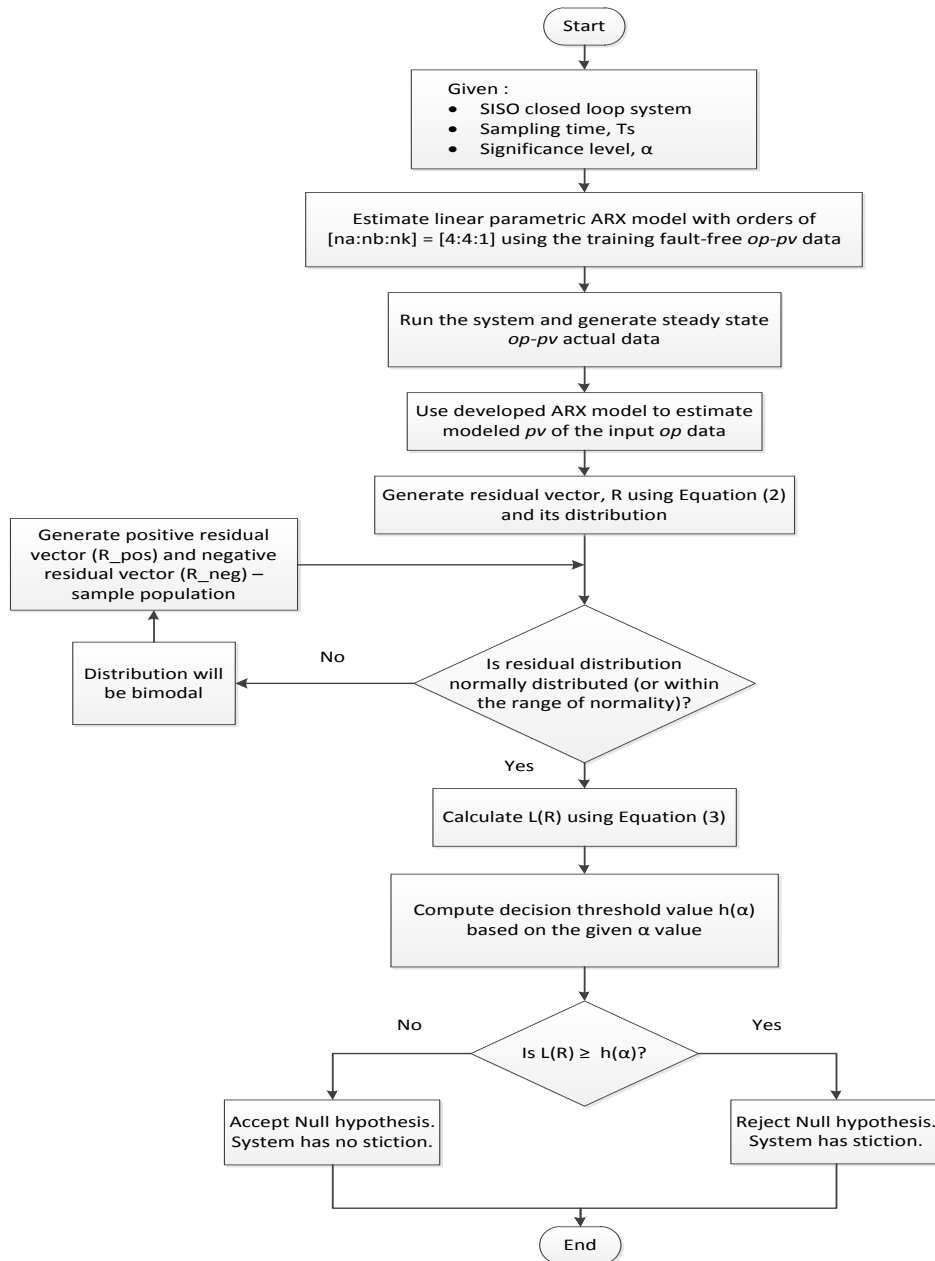 Start
Given :
• SISO closed loop system
• Sampling time, Ts
• Significance level, α
Estimate linear parametric ARX model with orders of
[na:nb:nk] = [4:4:1] using the training fault-free op-pv data
Run the system and generate steady state
op-pv actual data
Use developed ARX model to estimate
modeled pv of the input op data
Generate residual vector, R using Equation (2)
and its distribution
Generate positive residual
vector (R_pos) and negative
residual vector (R_neg) –
sample population
Distribution will
be bimodal
No
Is residual distribution
normally distributed (or within
the range of normality)?
Yes
Calculate L(R) using Equation (3)
Compute decision threshold value h(α)
based on the given α value
No
Is L(R) ≥ h(α)?
Yes
Accept Null hypothesis.
System has no stiction.
Reject Null hypothesis.
System has stiction.
End